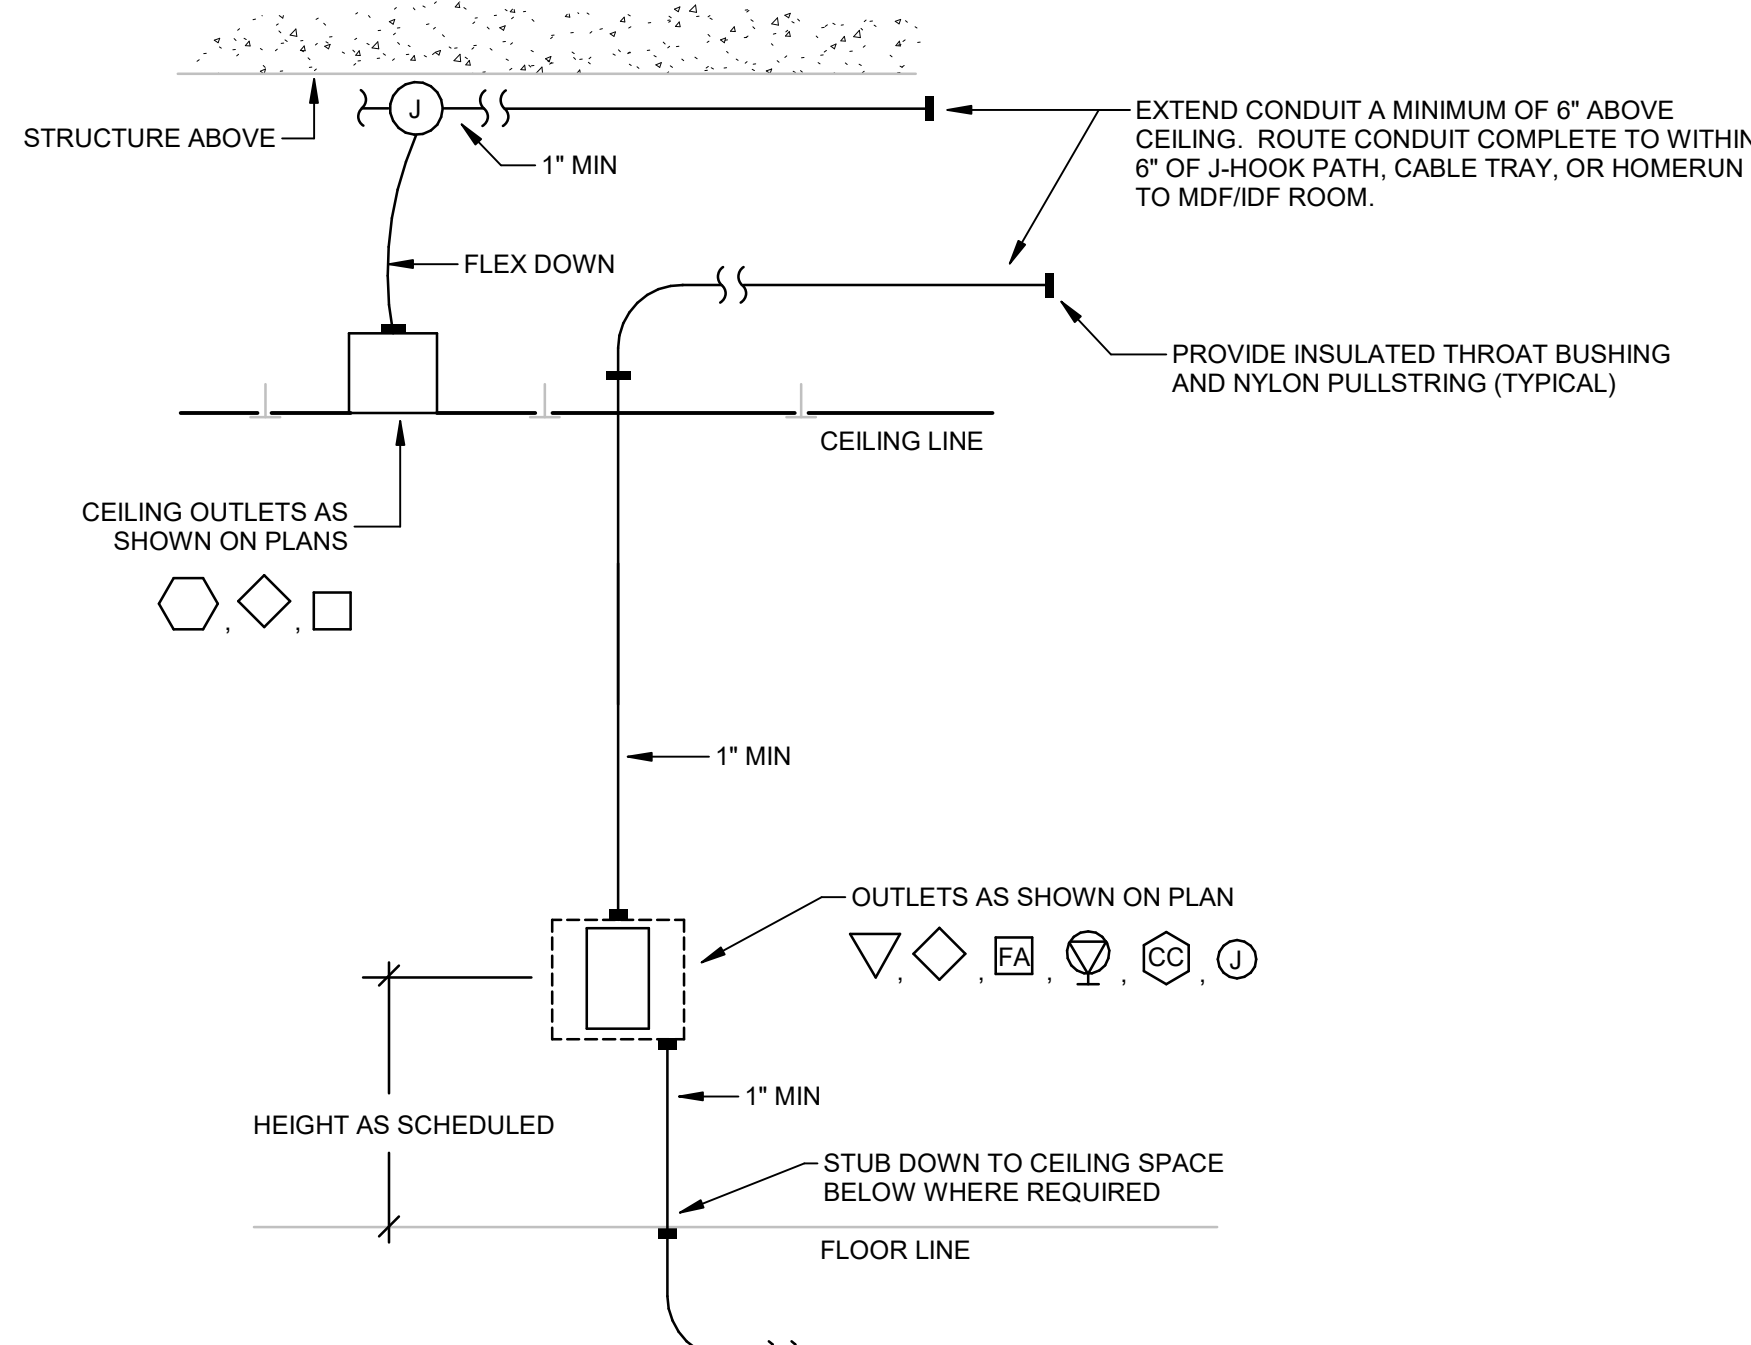 J
STRUCTURE ABOVE
1" MIN
EXTEND CONDUIT A MINIMUM OF 6" ABOVE
CEILING. ROUTE CONDUIT COMPLETE TO WITHIN
6" OF J-HOOK PATH, CABLE TRAY, OR HOMERUN
TO MDF/IDF ROOM.
FLEX DOWN
PROVIDE INSULATED THROAT BUSHING
AND NYLON PULLSTRING (TYPICAL)
CEILING LINE
CEILING OUTLETS AS
SHOWN ON PLANS
, ,
1" MIN
OUTLETS AS SHOWN ON PLAN
, , FA , , CC , J
1" MIN
HEIGHT AS SCHEDULED
STUB DOWN TO CEILING SPACE
BELOW WHERE REQUIRED
FLOOR LINE